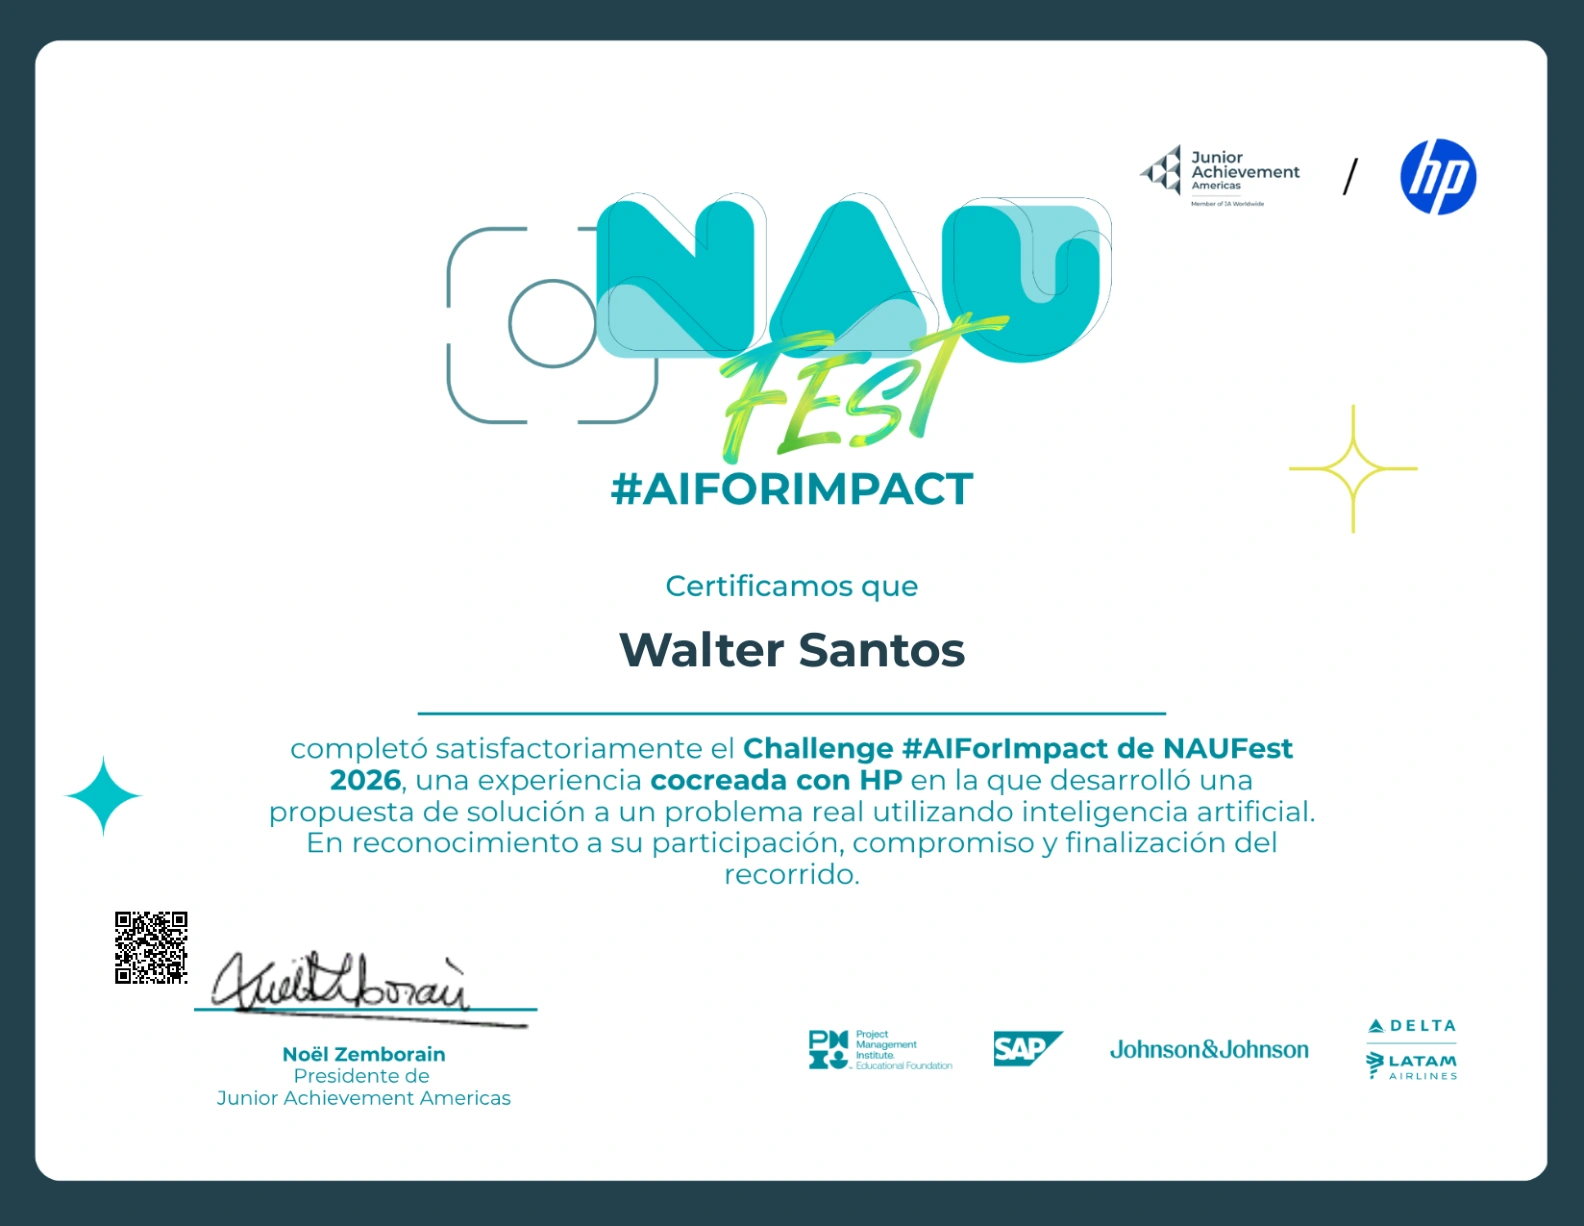 Junior
Achievement
Americas
Member of JA Worldwide
/
hp
NAU
FEST
#AIFORIMPACT
Certificamos que
Walter Santos
completó satisfactoriamente el Challenge #AIForImpact de NAUFest
2026, una experiencia cocreada con HP en la que desarrolló una
propuesta de solución a un problema real utilizando inteligencia artificial.
En reconocimiento a su participación, compromiso y finalización del
recorrido.
Noël Zemborain
Noël Zemborain
Presidente de
Junior Achievement Americas
Project
Management
Institute.
Educational Foundation
SAP
Johnson&Johnson
DELTA
LATAM
AIRLINES